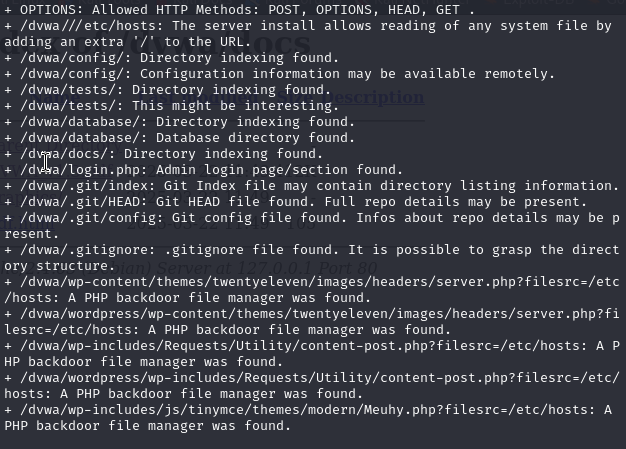 + OPTIONS: Allowed HTTP Methods: POST, OPTIONS, HEAD, GET .
+ /dvwa///etc/hosts: The server install allows reading of any system file by
adding an extra '/' to the URL.
+ /dvwa/config/: Directory indexing found.
+ /dvwa/config/: Configuration information may be available remotely.
+ /dvwa/tests/: Directory indexing found.
+ /dvwa/tests/: This might be interesting.
+ /dvwa/database/: Directory indexing found.
+ /dvwa/database/: Database directory found.
+ /dvwa/docs/: Directory indexing found.
+ /dvwa/login.php: Admin login page/section found.
+ /dvwa/.git/index: Git Index file may contain directory listing information.
+ /dvwa/.git/HEAD: Git HEAD file found. Full repo details may be present.
+ /dvwa/.git/config: Git config file found. Infos about repo details may be p
resent.
+ /dvwa/.gitignore: .gitignore file found. It is possible to grasp the direct
ory structure.
+ /dvwa/wp-content/themes/twentyeleven/images/headers/server.php?filesrc=/etc
/hosts: A PHP backdoor file manager was found.
+ /dvwa/wordpress/wp-content/themes/twentyeleven/images/headers/server.php?fi
lesrc=/etc/hosts: A PHP backdoor file manager was found.
+ /dvwa/wp-includes/Requests/Utility/content-post.php?filesrc=/etc/hosts: A P
HP backdoor file manager was found.
+ /dvwa/wordpress/wp-includes/Requests/Utility/content-post.php?filesrc=/etc/
hosts: A PHP backdoor file manager was found.
+ /dvwa/wp-includes/js/tinymce/themes/modern/Meuhy.php?filesrc=/etc/hosts: A
PHP backdoor file manager was found.
docs
Description
Server at 127.0.0.1 Port 80